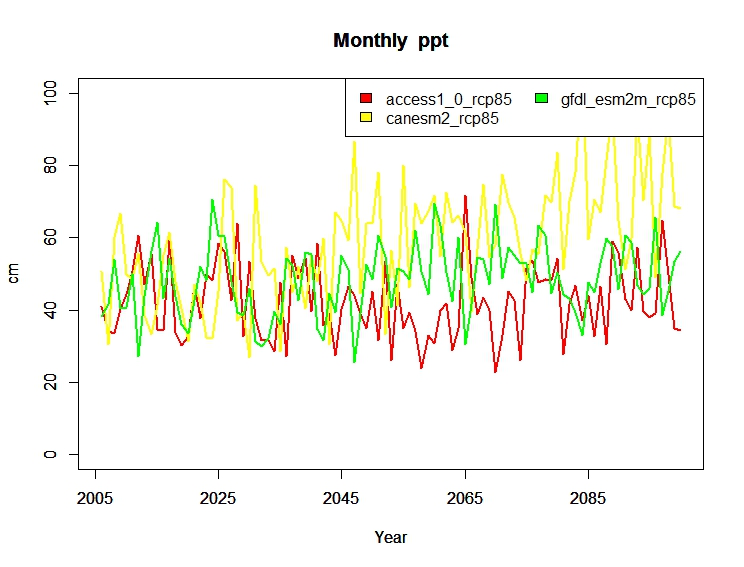 Monthly ppt
access1_0_rcp85
gfdl_esm2m_rcp85
canesm2_rcp85
100
80
60
40
20
0
cm
2005 2025 2045 2065 2085
Year